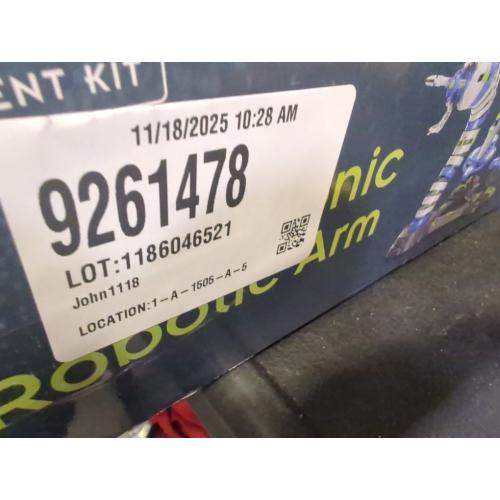 ENT KIT
11/18/2025 10:28 AM
9261478
LOT:1186046521
John1118
LOCATION:1-A-1505-A-5
nic
Robotic Arm